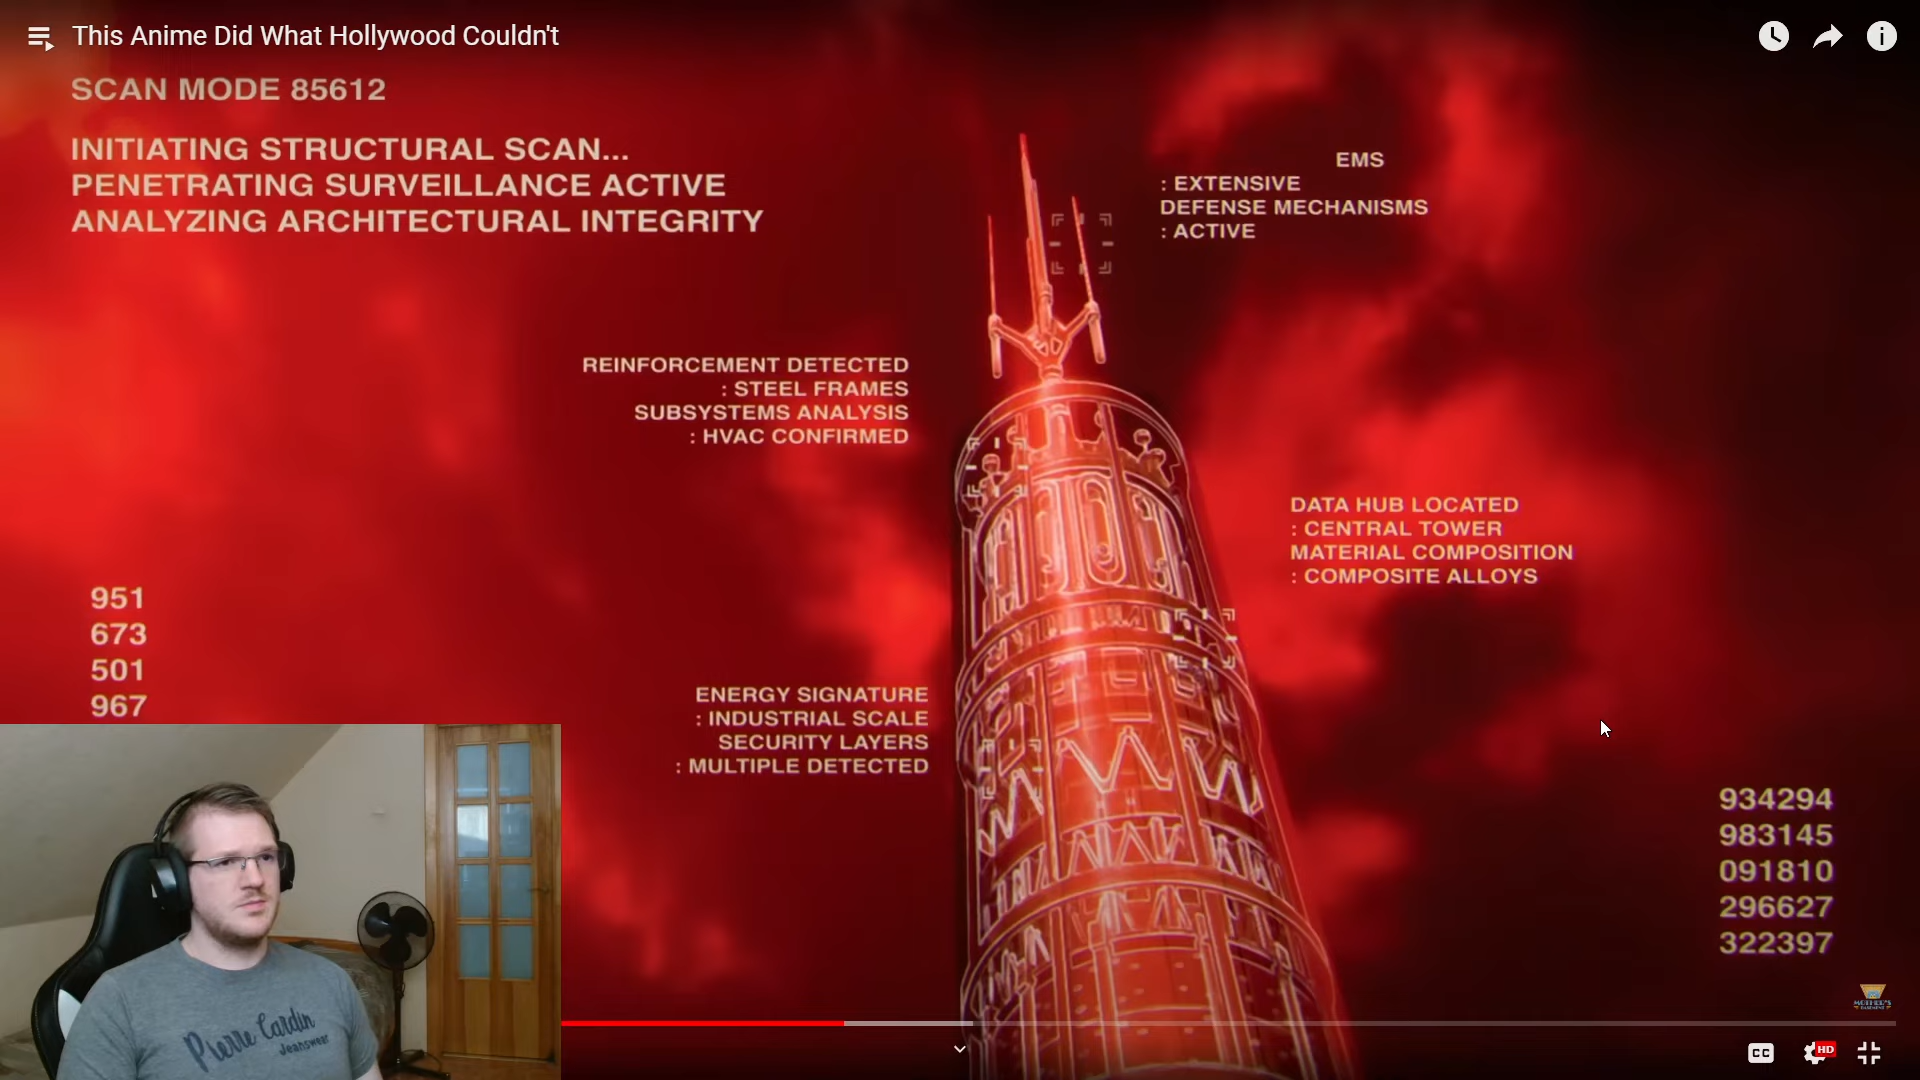 This Anime Did What Hollywood Couldn't
SCAN MODE 85612
INITIATING STRUCTURAL SCAN...
PENETRATING SURVEILLANCE ACTIVE
ANALYZING ARCHITECTURAL INTEGRITY
EMS
: EXTENSIVE
DEFENSE MECHANISMS
: ACTIVE
REINFORCEMENT DETECTED
: STEEL FRAMES
SUBSYSTEMS ANALYSIS
: HVAC CONFIRMED
DATA HUB LOCATED
: CENTRAL TOWER
MATERIAL COMPOSITION
: COMPOSITE ALLOYS
951
673
501
967
ENERGY SIGNATURE
: INDUSTRIAL SCALE
SECURITY LAYERS
: MULTIPLE DETECTED
934294
983145
091810
296627
322397
MOTHER'S
BASEMENT
Pierre Cardin
Jeanswear
CC
HD